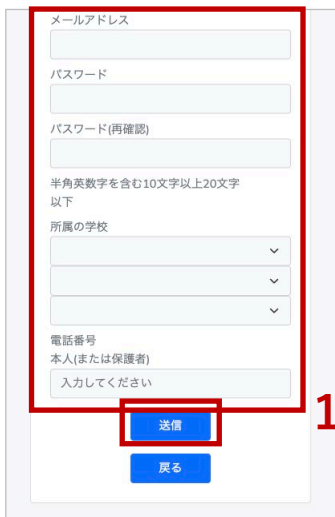 メールアドレス
パスワード
パスワード(再確認)
半角英数字を含む10文字以上20文字
以下
所属の学校
電話番号
本人(または保護者)
入力してください
送信
1
戻る